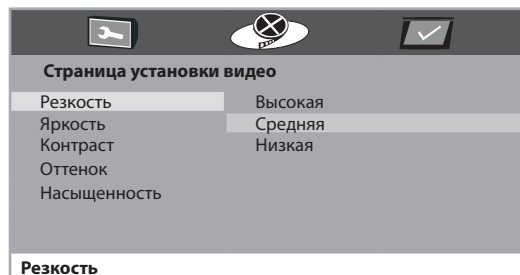 Страница установки видео
Резкость Высокая
Яркость Средняя
Контраст Низкая
Оттенок
Насыщенность
Резкость